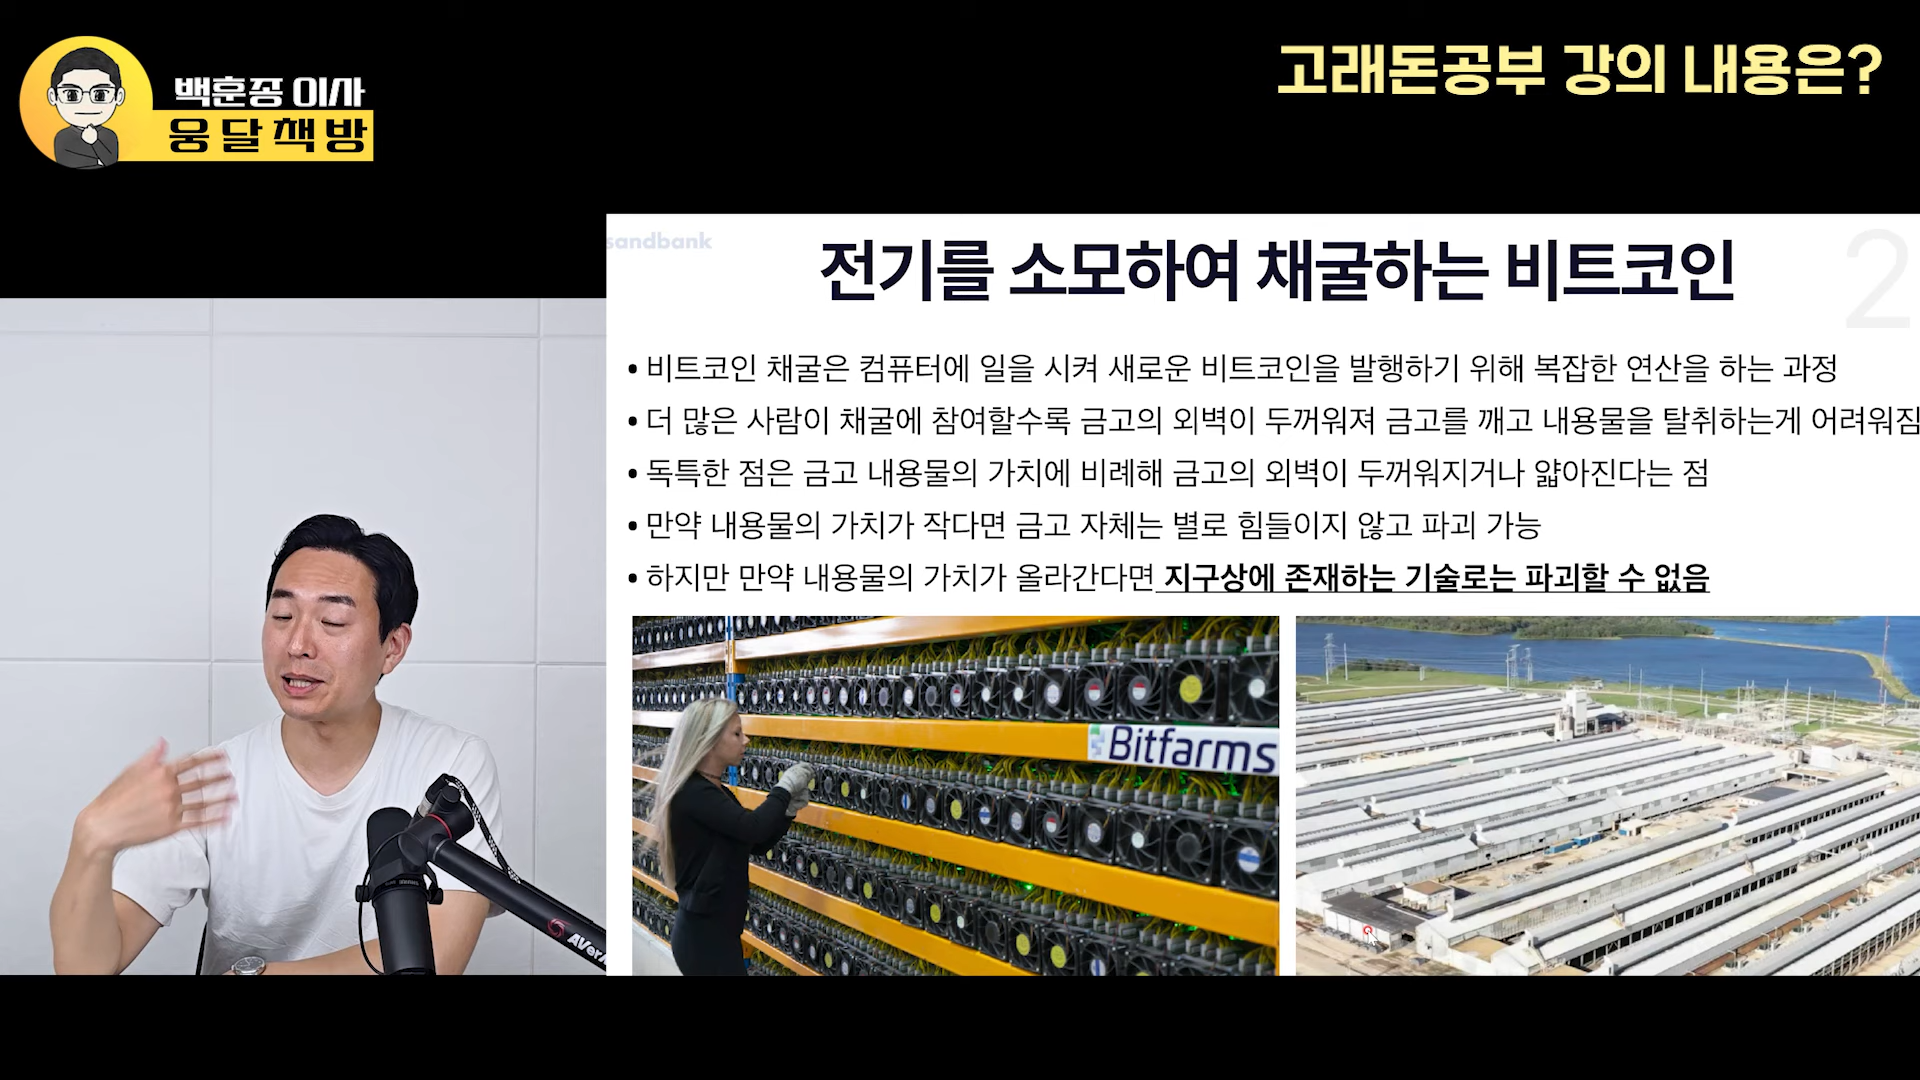 백훈종 이사
웅달책방
고래돈공부 강의 내용은?
sandbank
2
전기를 소모하여 채굴하는 비트코인
• 비트코인 채굴은 컴퓨터에 일을 시켜 새로운 비트코인을 발행하기 위해 복잡한 연산을 하는 과정
• 더 많은 사람이 채굴에 참여할수록 금고의 외벽이 두꺼워져 금고를 깨고 내용물을 탈취하는게 어려워짐
• 독특한 점은 금고 내용물의 가치에 비례해 금고의 외벽이 두꺼워지거나 얇아진다는 점
• 만약 내용물의 가치가 작다면 금고 자체는 별로 힘들이지 않고 파괴 가능
• 하지만 만약 내용물의 가치가 올라간다면 지구상에 존재하는 기술로는 파괴할 수 없음
Bitfarms
AVer